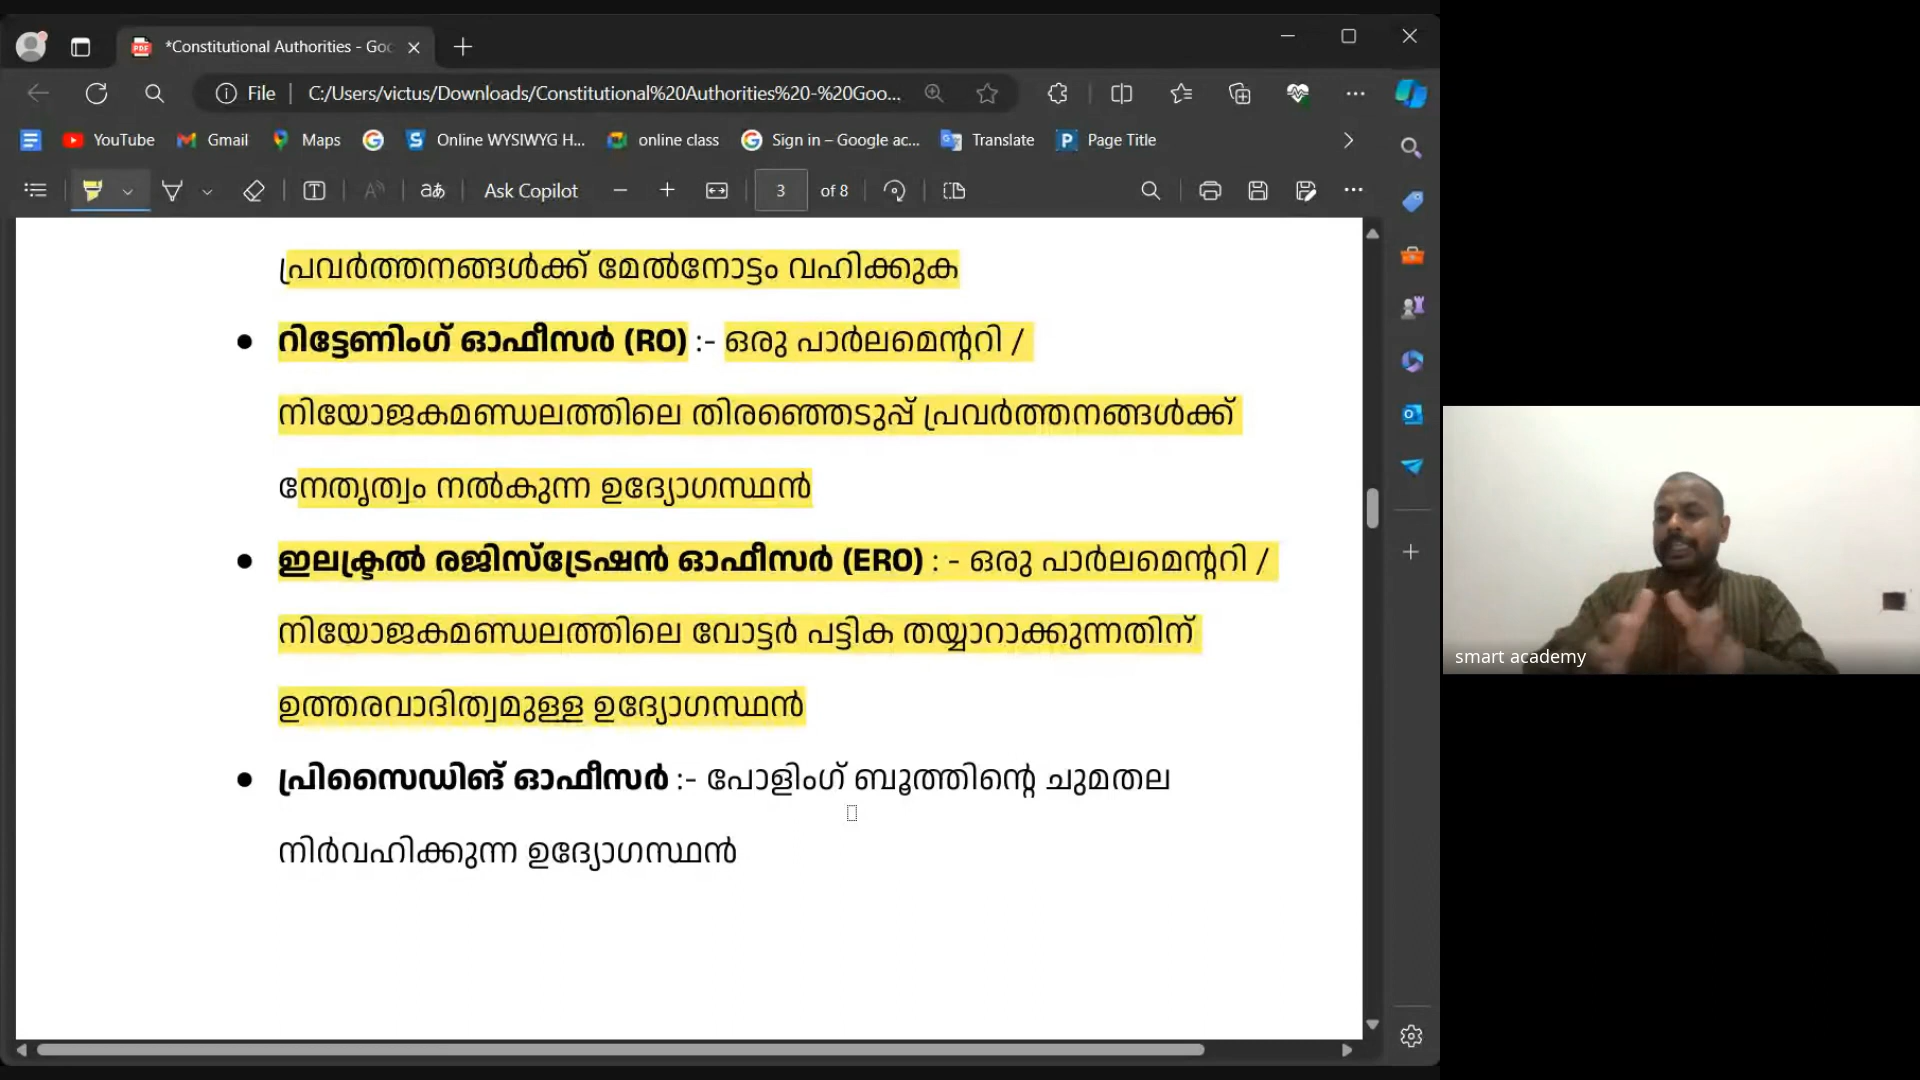 *Constitutional Authorities - Goo
File
C:/Users/victus/Downloads/Constitutional%20Authorities%20-%20Goo...
YouTube
Gmail
Maps
Online WYSIWYG H...
online class
Sign in – Google ac...
Translate
Page Title
Ask Copilot
3 of 8
പ്രവർത്തനങ്ങൾക്ക് മേൽനോട്ടം വഹിക്കുക
● റിട്ടേണിംഗ് ഓഫീസർ (RO) :- ഒരു പാർലമെന്ററി /
നിയോജകമണ്ഡലത്തിലെ തിരഞ്ഞെടുപ്പ് പ്രവർത്തനങ്ങൾക്ക്
നേതൃത്വം നൽകുന്ന ഉദ്യോഗസ്ഥൻ
● ഇലക്ട്രൽ രജിസ്ട്രേഷൻ ഓഫീസർ (ERO) : - ഒരു പാർലമെന്ററി /
നിയോജകമണ്ഡലത്തിലെ വോട്ടർ പട്ടിക തയ്യാറാക്കുന്നതിന്
ഉത്തരവാദിത്വമുള്ള ഉദ്യോഗസ്ഥൻ
● പ്രിസൈഡിങ് ഓഫീസർ :- പോളിംഗ് ബൂത്തിന്റെ ചുമതല
നിർവഹിക്കുന്ന ഉദ്യോഗസ്ഥൻ
smart academy